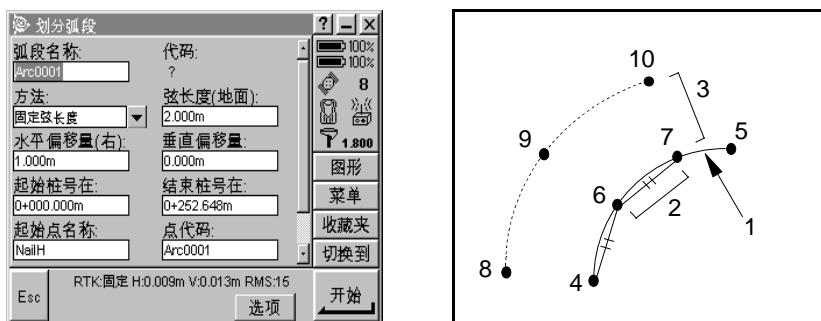 划分弧段
? – ×
弧段名称: 代码:
Arc0001 ?
方法: 弦长度(地面):
固定弦长度 2.000m
水平偏移量(右): 垂直偏移量:
1.000m 0.000m
起始桩号在: 结束桩号在:
0+000.000m 0+252.648m
起始点名称: 点代码:
NailH Arc0001
100%
100%
8
1.800
图形
菜单
收藏夹
切换到
Esc
RTK:固定 H:0.009m V:0.013m RMS:15
选项
开始
10
3
9
7
5
6
2
1
8
4